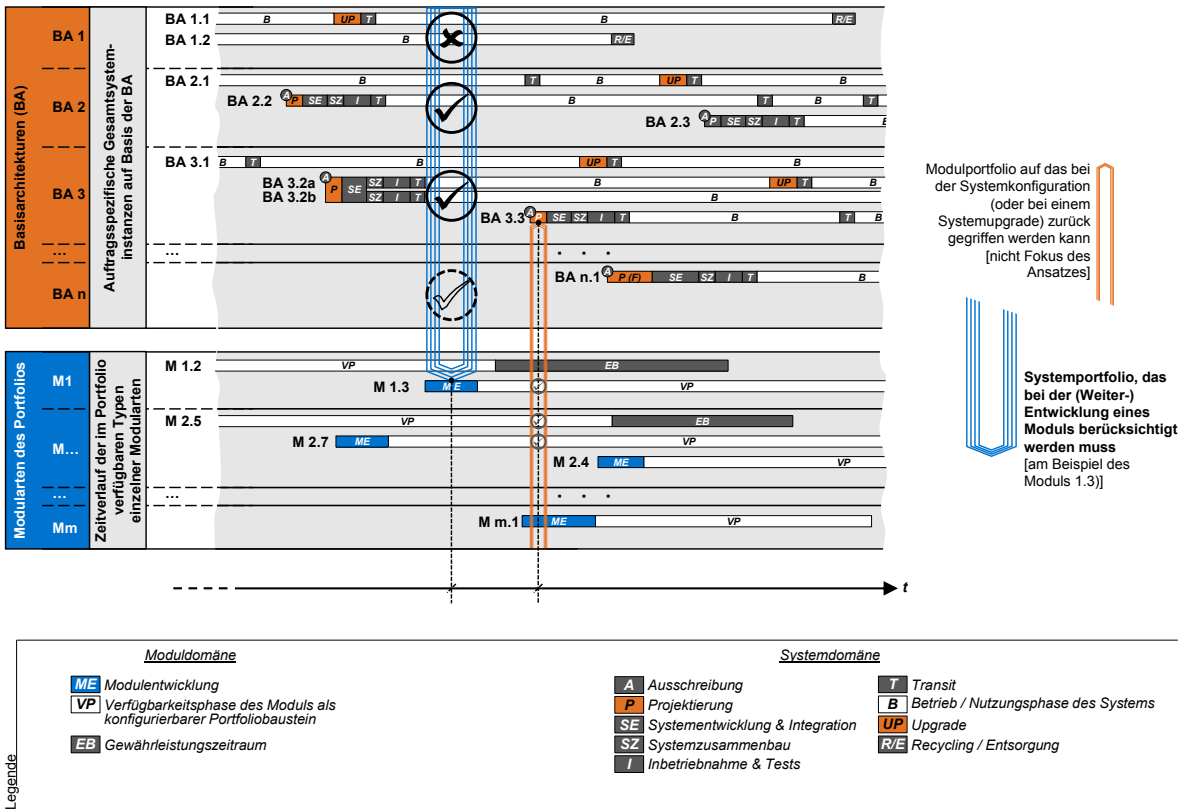 Basisarchitekturen (BA)
BA 1
BA 2
BA 3
...
BA n
Auftragsspezifische Gesamtsystem-
instanzen auf Basis der BA
BA 1.1
B
UP
T
B
R/E
BA 1.2
B
R/E
BA 2.1
B
T
B
UP
T
B
BA 2.2
A
P
SE
SZ
I
T
B
T
B
T
BA 2.3
A
P
SE
SZ
I
T
B
BA 3.1
B
T
B
UP
T
B
BA 3.2a
BA 3.2b
A
P
SE
SZ
I
T
B
UP
T
B
SZ
I
T
B
BA 3.3
A
P
SE
SZ
I
T
B
T
B
...
. . .
BA n.1
A
P (F)
SE
SZ
I
T
B
Modularten des Portfolios
M1
M...
...
Mm
Zeitverlauf der im Portfolio
verfügbaren Typen
einzelner Modularten
M 1.2
VP
EB
M 1.3
ME
VP
M 2.5
VP
EB
M 2.7
ME
VP
M 2.4
ME
VP
...
. . .
M m.1
ME
VP
t
Modulportfolio auf das bei
der Systemkonfiguration
(oder bei einem
Systemupgrade) zurück
gegriffen werden kann
[nicht Fokus des
Ansatzes]
Systemportfolio, das
bei der (Weiter-)
Entwicklung eines
Moduls berücksichtigt
werden muss
[am Beispiel des
Moduls 1.3)]
Legende
Moduldomäne
ME Modulentwicklung
VP Verfügbarkeitsphase des Moduls als
konfigurierbarer Portfoliobaustein
EB Gewährleistungszeitraum
Systemdomäne
A Ausschreibung
P Projektierung
SE Systementwicklung & Integration
SZ Systemzusammenbau
I Inbetriebnahme & Tests
T Transit
B Betrieb / Nutzungsphase des Systems
UP Upgrade
R/E Recycling / Entsorgung